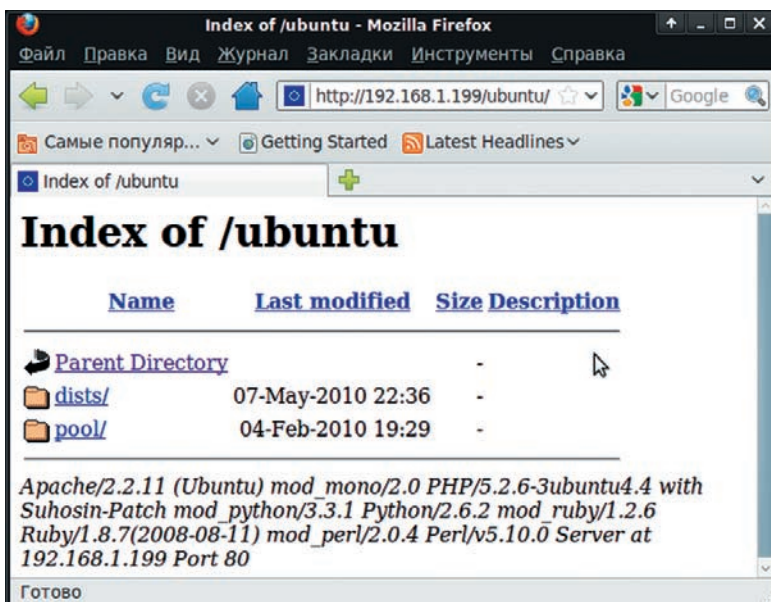 Index of /ubuntu - Mozilla Firefox
Файл Правка Вид Журнал Закладки Инструменты Справка
http://192.168.1.199/ubuntu/ Google
Самые популяр... Getting Started Latest Headlines
Index of /ubuntu
Index of /ubuntu
Name Last modified Size Description
Parent Directory -
dists/ 07-May-2010 22:36 -
pool/ 04-Feb-2010 19:29 -
Apache/2.2.11 (Ubuntu) mod_mono/2.0 PHP/5.2.6-3ubuntu4.4 with
Suhosin-Patch mod_python/3.3.1 Python/2.6.2 mod_ruby/1.2.6
Ruby/1.8.7(2008-08-11) mod_perl/2.0.4 Perl/v5.10.0 Server at
192.168.1.199 Port 80
Готово